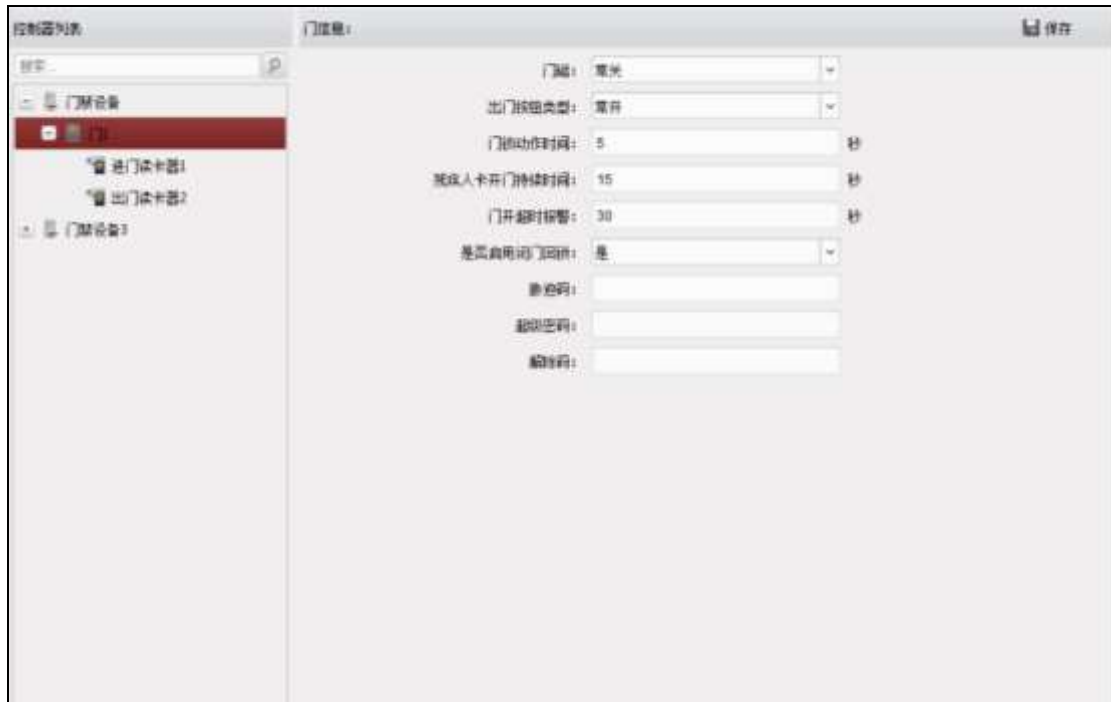 控制器列表
搜索...
门禁设备
门1
进门读卡器1
出门读卡器2
门禁设备3
门信息：
保存
门磁： 常关
出门按钮类型： 常开
门锁动作时间： 5 秒
残疾人卡开门持续时间： 15 秒
门开超时报警： 30 秒
是否启用闭门回锁： 是
胁迫码：
超级密码：
解除码：